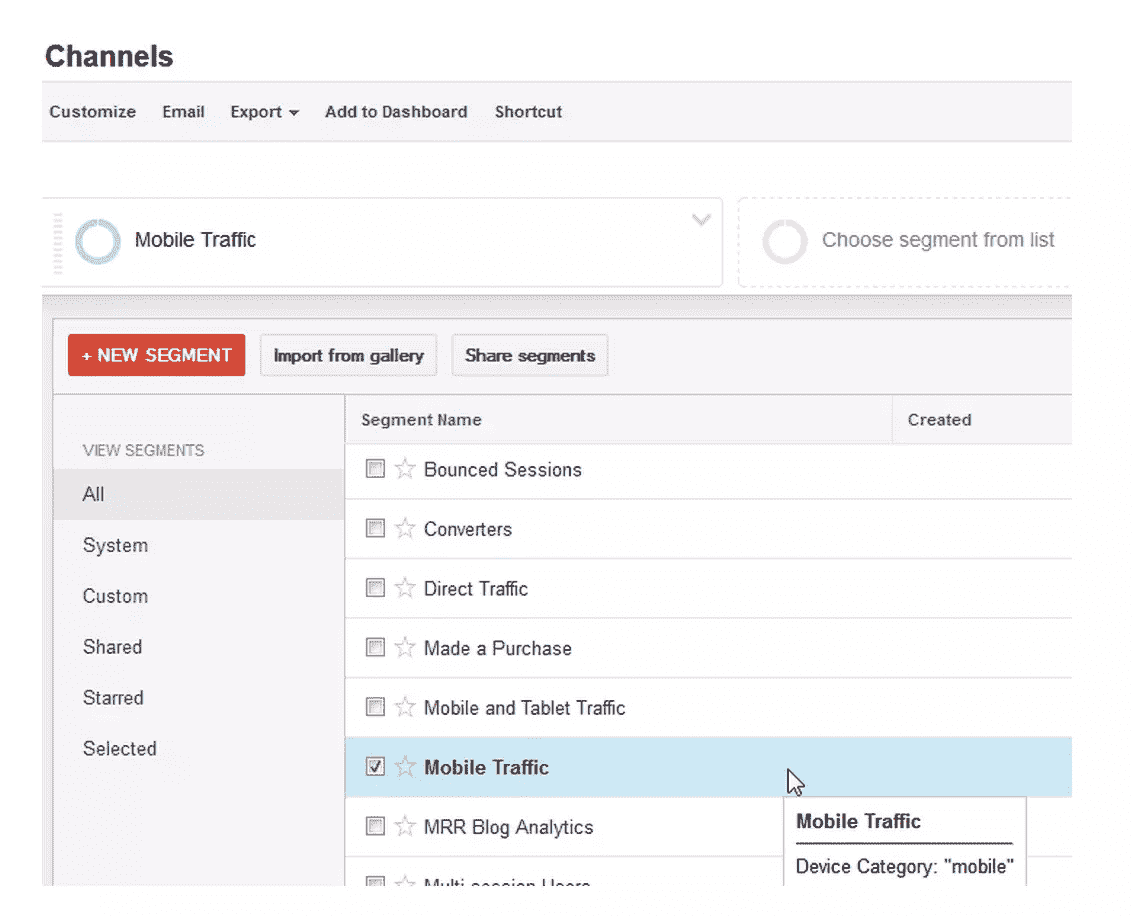 Channels
Customize Email Export Add to Dashboard Shortcut
Mobile Traffic Choose segment from list
+ NEW SEGMENT Import from gallery Share segments
Segment Name Created
VIEW SEGMENTS
All
System
Custom
Shared
Starred
Selected
Bounced Sessions
Converters
Direct Traffic
Made a Purchase
Mobile and Tablet Traffic
Mobile Traffic
MRR Blog Analytics
Multi-session Users
Mobile Traffic
Device Category: "mobile"